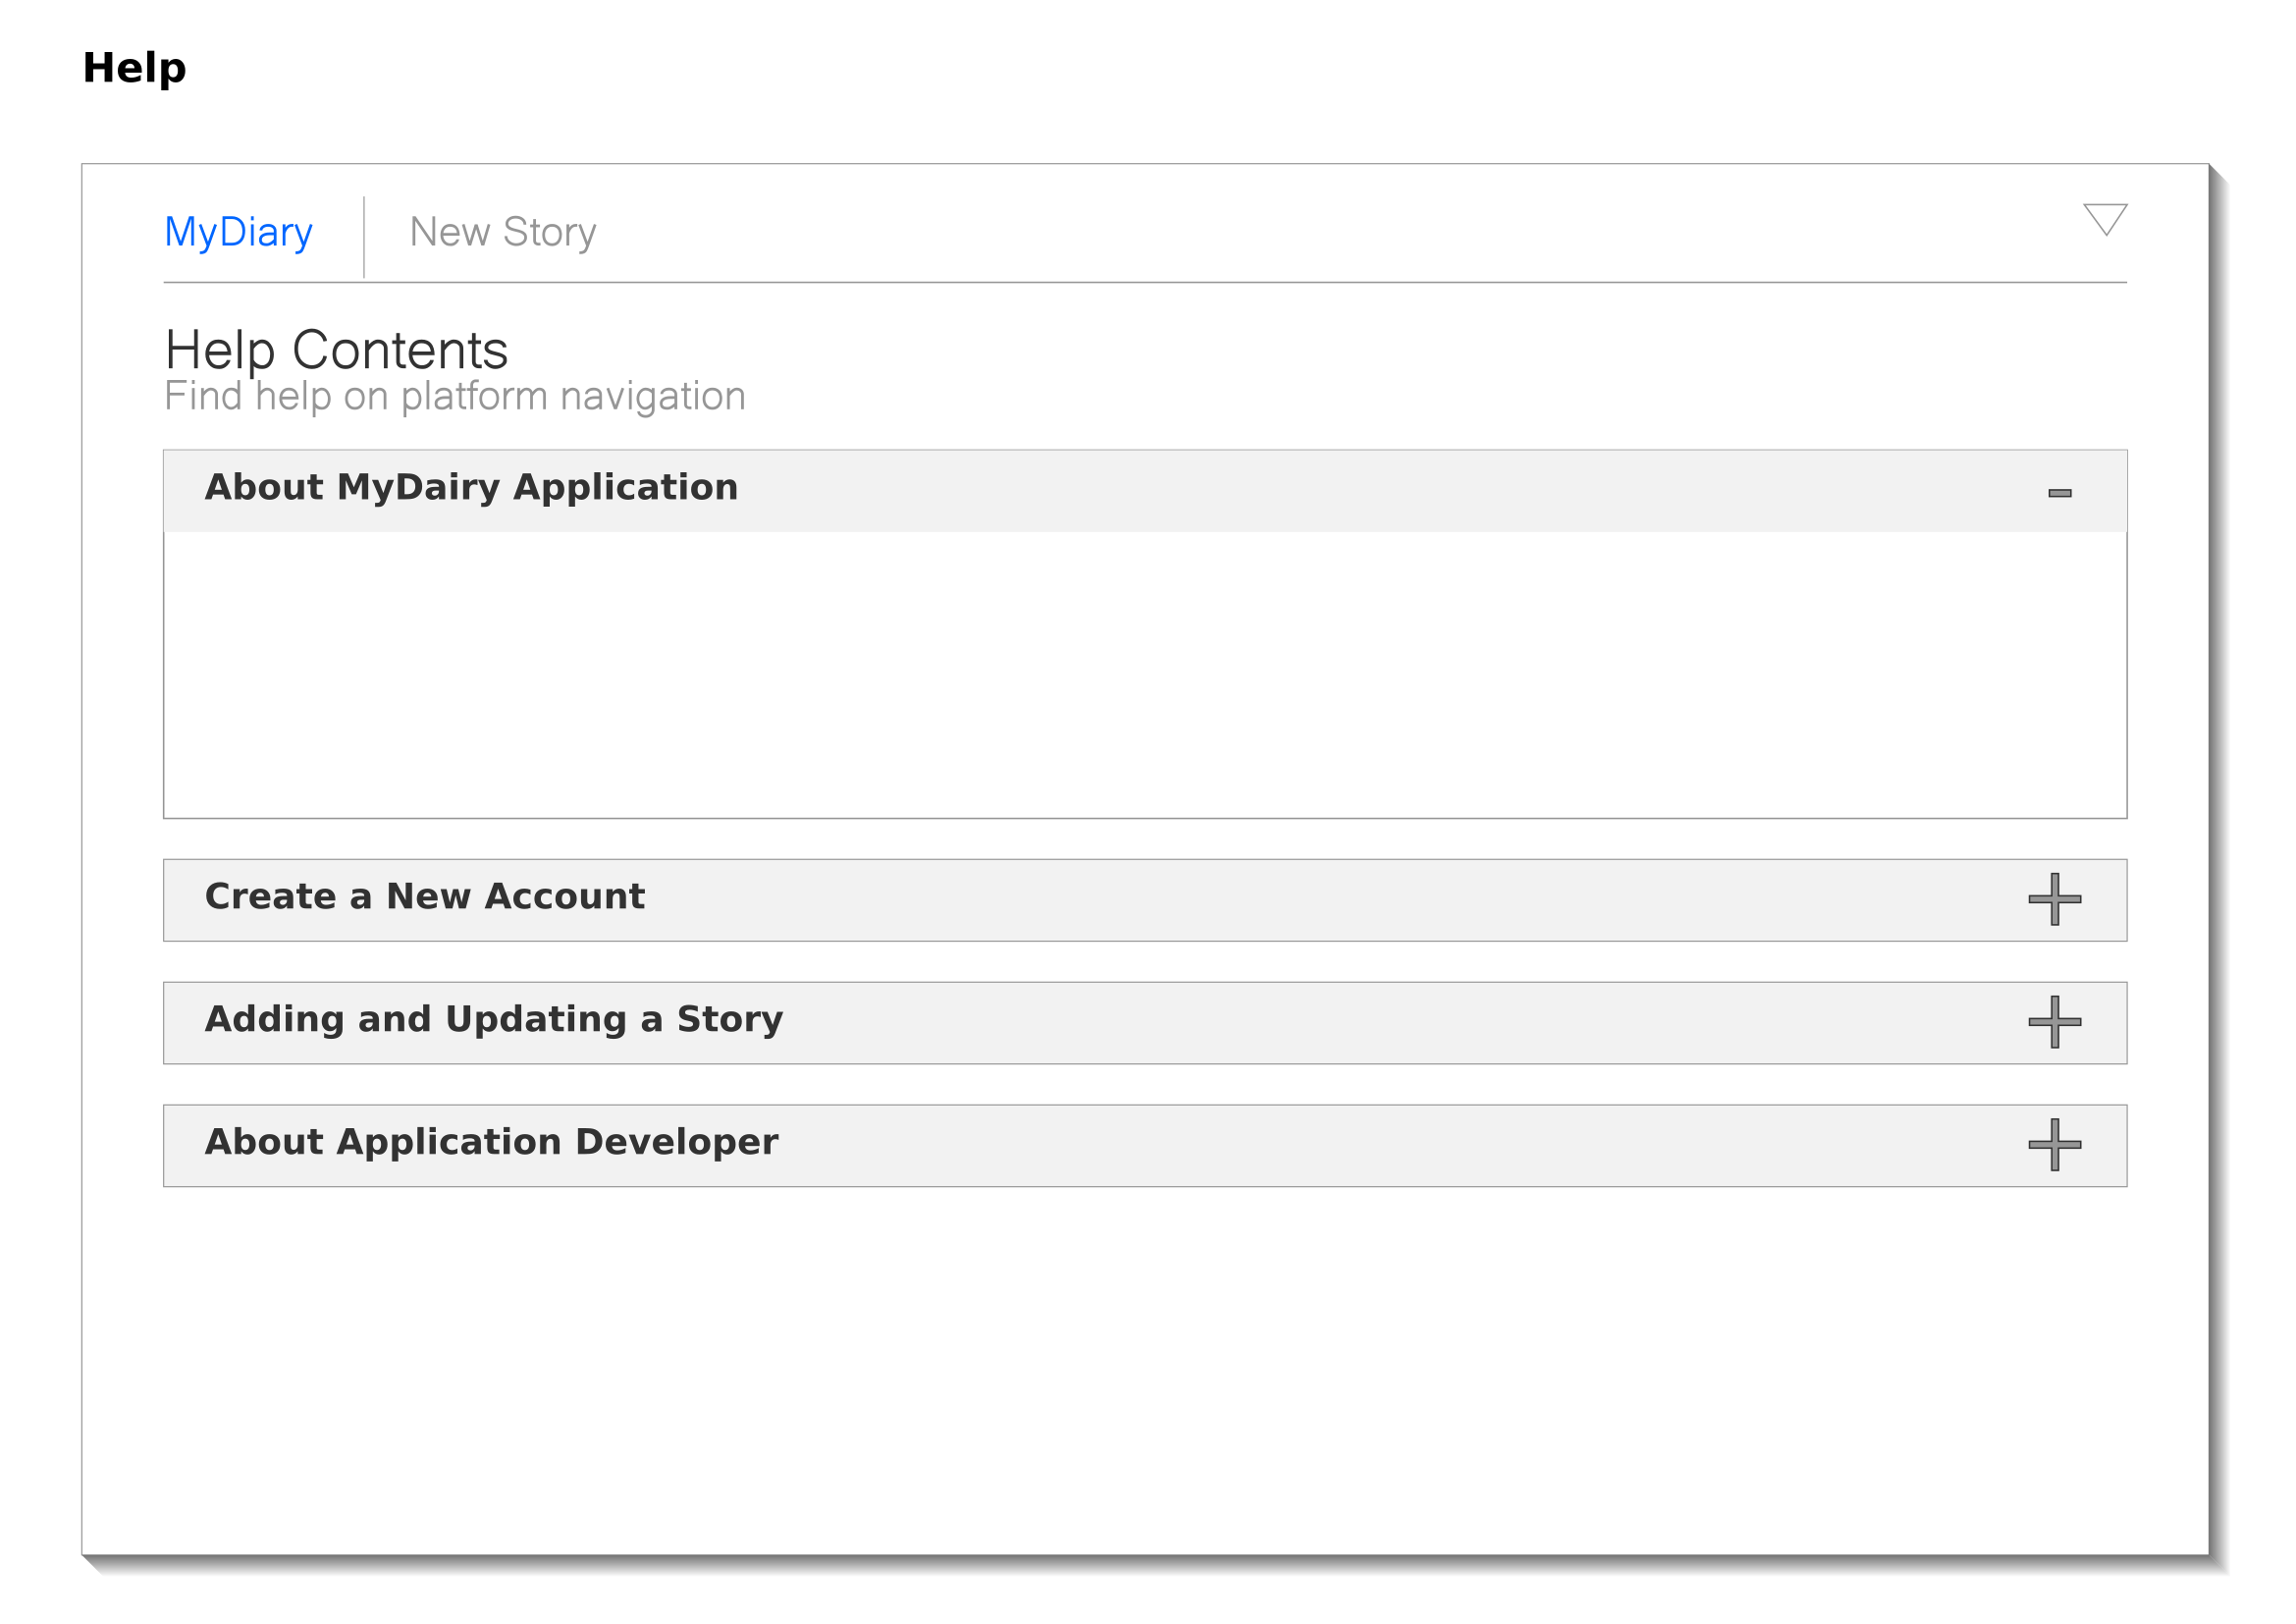 Help
MyDiary New Story
Help Contents
Find help on platform navigation
About MyDairy Application
Create a New Account
Adding and Updating a Story
About Application Developer